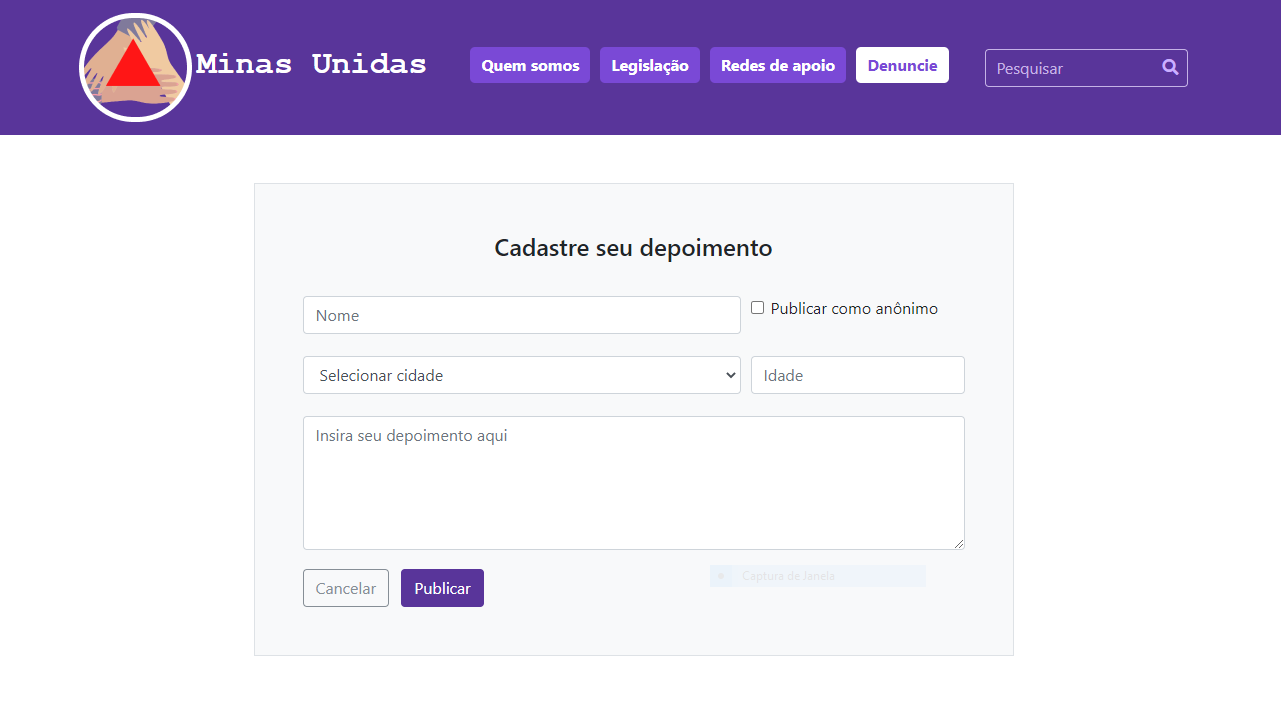 Minas Unidas
Quem somos
Legislação
Redes de apoio
Denuncie
Pesquisar
Cadastre seu depoimento
Nome
Publicar como anônimo
Selecionar cidade
Idade
Insira seu depoimento aqui
Cancelar
Publicar
Captura de Janela